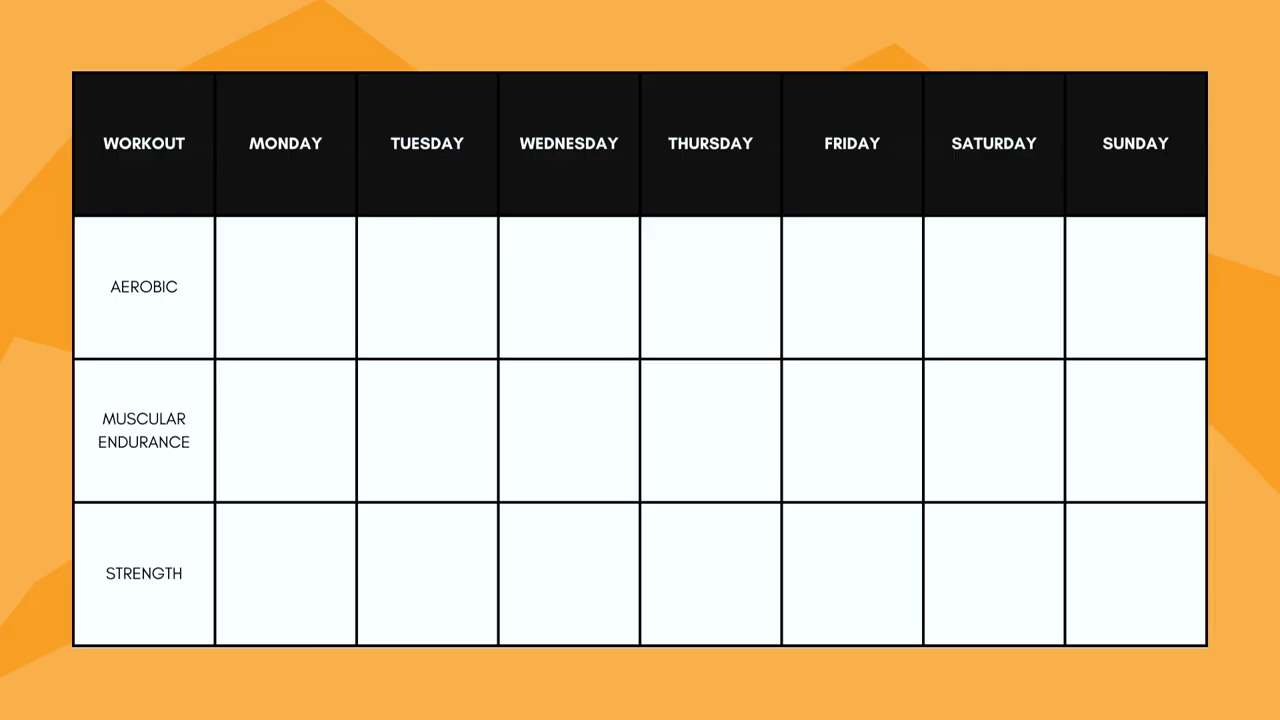 WORKOUT MONDAY TUESDAY WEDNESDAY THURSDAY FRIDAY SATURDAY SUNDAY
AEROBIC
MUSCULAR
ENDURANCE
STRENGTH